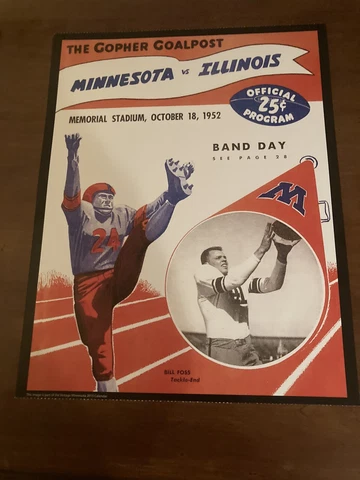 THE GOPHER GOALPOST
MINNESOTA vs ILLINOIS
OFFICIAL
25¢
PROGRAM
MEMORIAL STADIUM, OCTOBER 18, 1952
BAND DAY
SEE PAGE 28
M
24
BILL FOSS
Tackle-End